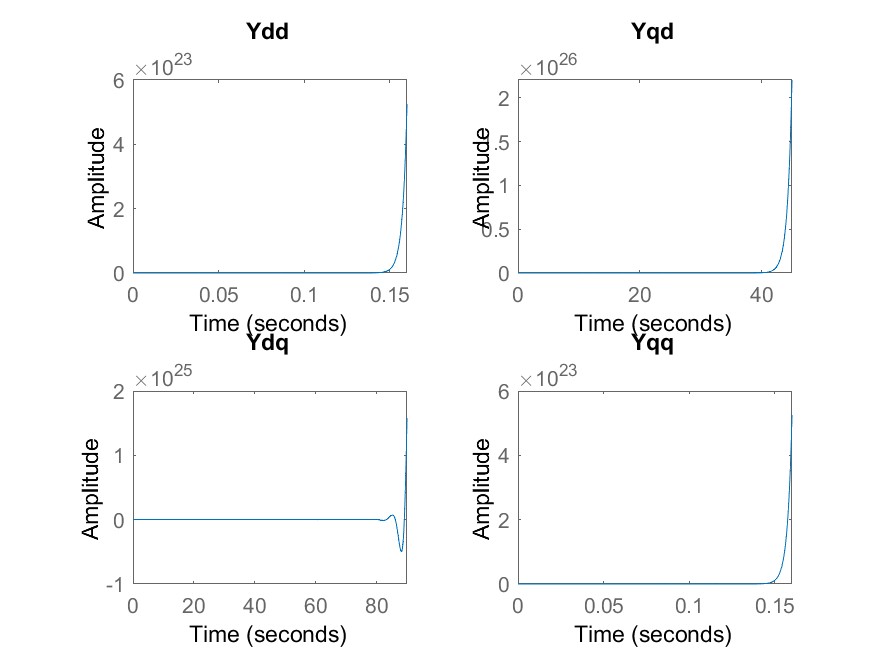 Ydd
×10^23
Amplitude
6
4
2
0
0 0.05 0.1 0.15
Time (seconds)
Yqd
×10^26
Amplitude
2
1.5
1
0.5
0
0 20 40
Time (seconds)
Ydq
×10^25
Amplitude
2
1
0
-1
0 20 40 60 80
Time (seconds)
Yqq
×10^23
Amplitude
6
4
2
0
0 0.05 0.1 0.15
Time (seconds)